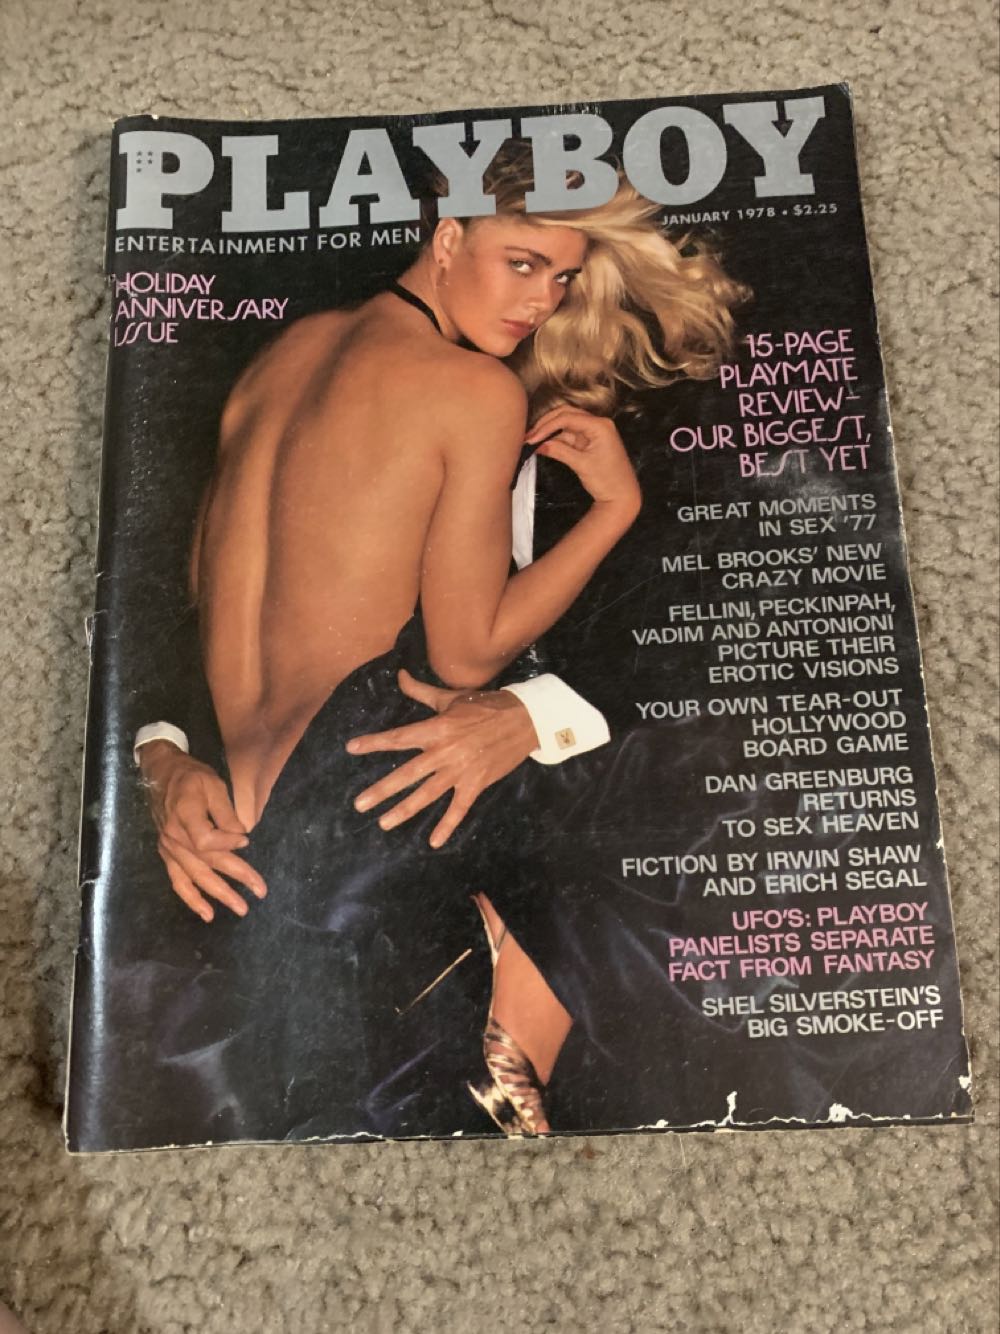 PLAYBOY
ENTERTAINMENT FOR MEN
JANUARY 1978 • $2.25
HOLIDAY
ANNIVERSARY
ISSUE
15-PAGE
PLAYMATE
REVIEW–
OUR BIGGEST,
BEST YET
GREAT MOMENTS
IN SEX '77
MEL BROOKS' NEW
CRAZY MOVIE
FELLINI, PECKINPAH,
VADIM AND ANTONIONI
PICTURE THEIR
EROTIC VISIONS
YOUR OWN TEAR-OUT
HOLLYWOOD
BOARD GAME
DAN GREENBURG
RETURNS
TO SEX HEAVEN
FICTION BY IRWIN SHAW
AND ERICH SEGAL
UFO'S: PLAYBOY
PANELISTS SEPARATE
FACT FROM FANTASY
SHEL SILVERSTEIN'S
BIG SMOKE-OFF